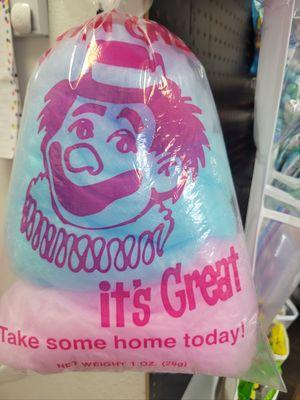 it's Great
Take some home today!
NET WEIGHT 1 OZ. (28g)